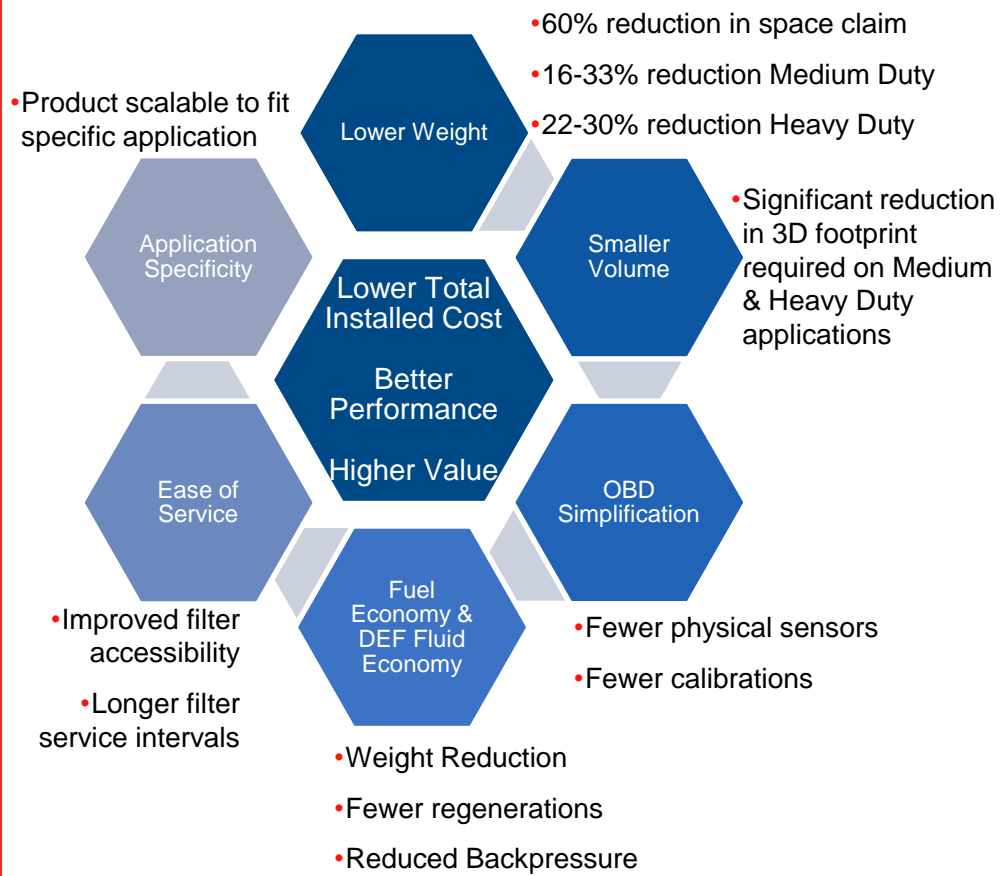 •60% reduction in space claim
•16-33% reduction Medium Duty
•22-30% reduction Heavy Duty
Lower Weight
•Product scalable to fit
specific application
Application
Specificity
Smaller
Volume
•Significant reduction
in 3D footprint
required on Medium
& Heavy Duty
applications
Lower Total
Installed Cost
Better
Performance
Higher Value
Ease of
Service
OBD
Simplification
Fuel
Economy &
DEF Fluid
Economy
•Improved filter
accessibility
•Longer filter
service intervals
•Fewer physical sensors
•Fewer calibrations
•Weight Reduction
•Fewer regenerations
•Reduced Backpressure